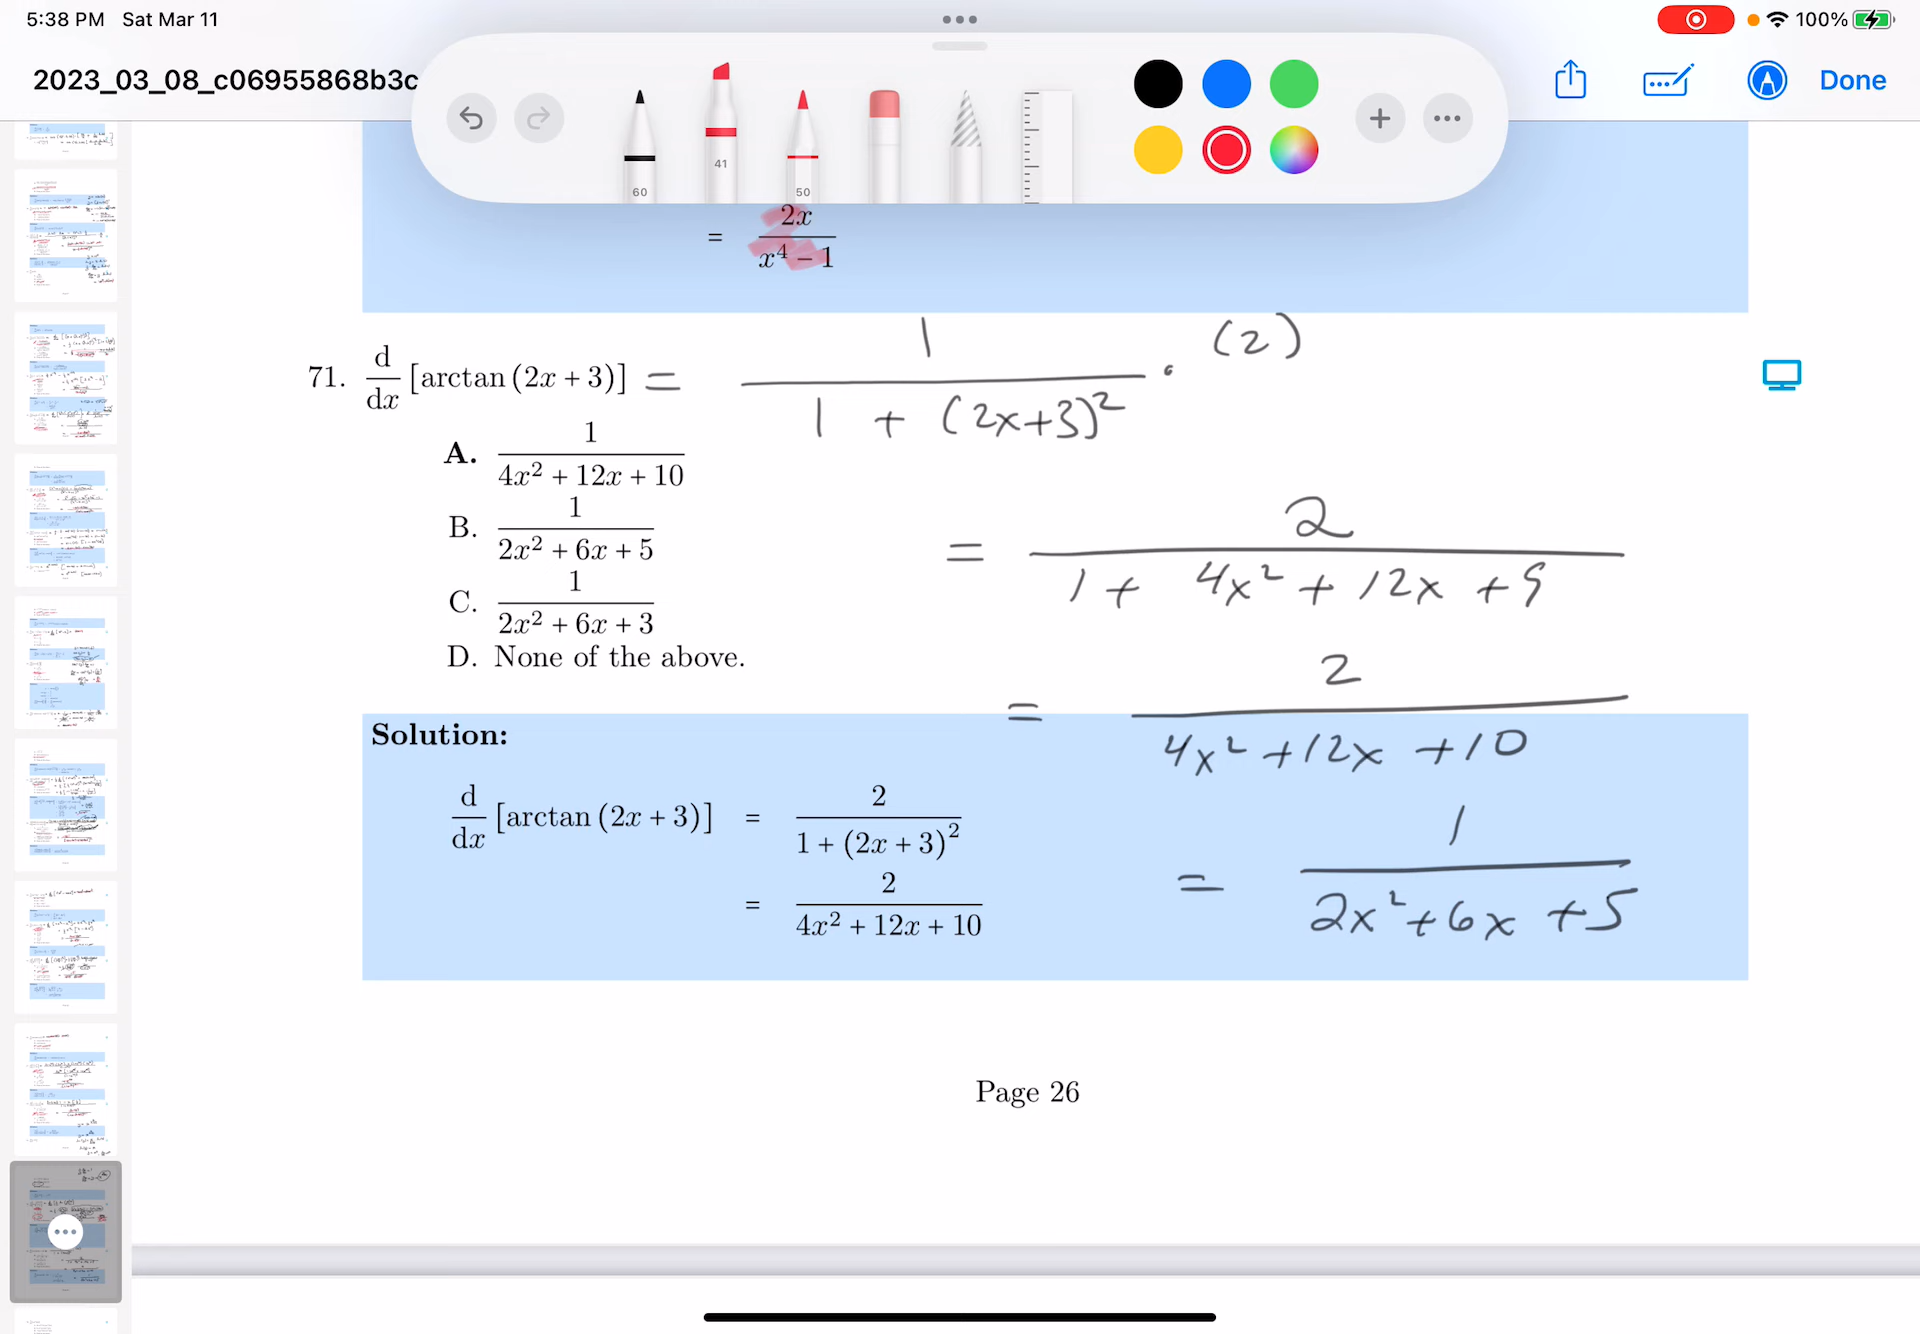 5:38 PM Sat Mar 11
100%
2023_03_08_c06955868b3c
Done
60
41
50
= 2x / (x⁴ − 1)
71. d/dx [arctan (2x + 3)] = 1 / (1 + (2x+3)²) · (2)
A. 1 / (4x² + 12x + 10)
B. 1 / (2x² + 6x + 5)
C. 1 / (2x² + 6x + 3)
D. None of the above.
= 2 / (1 + 4x² + 12x + 9)
= 2 / (4x² + 12x + 10)
= 1 / (2x² + 6x + 5)
Solution:
d/dx [arctan (2x + 3)] = 2 / (1 + (2x + 3)²)
= 2 / (4x² + 12x + 10)
Page 26